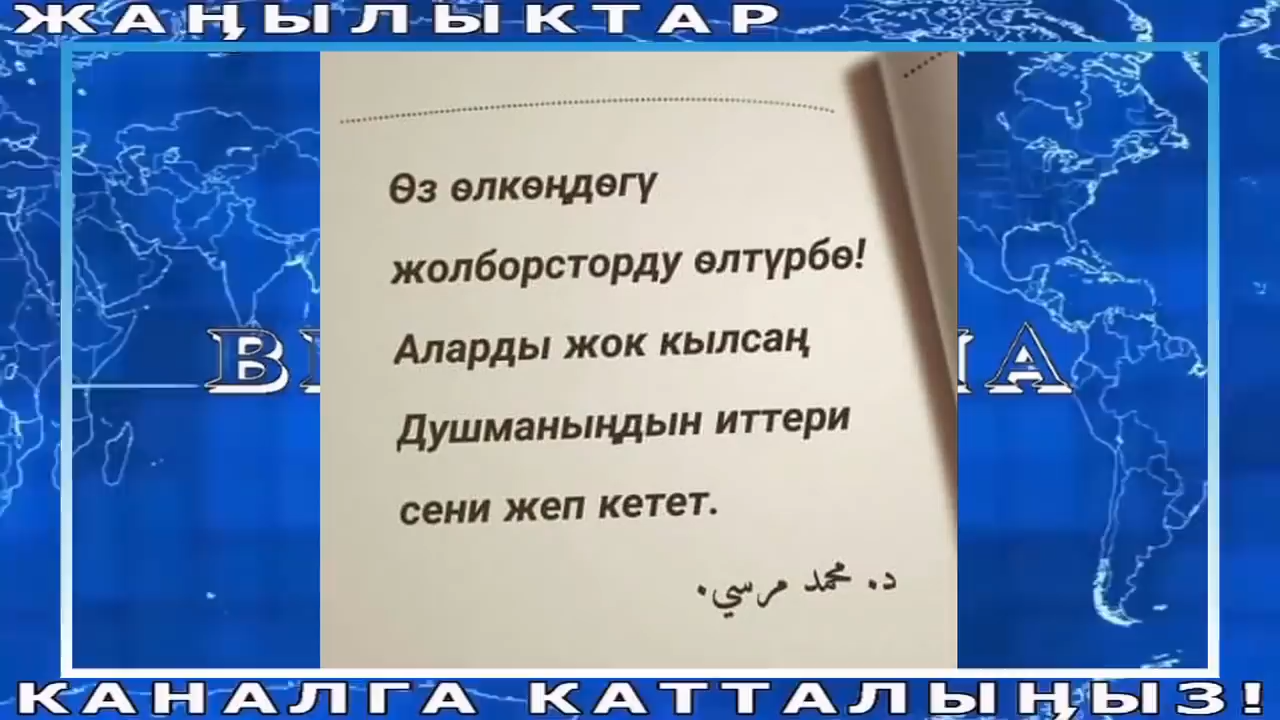 ЖАҢЫЛЫКТАР
Өз өлкөңдөгү
жолборсторду өлтүрбө!
Аларды жок кылсаң
Душманыңдын иттери
сени жеп кетет.
د. محمد مرسي.
КАНАЛГА КАТТАЛЫҢЫЗ!